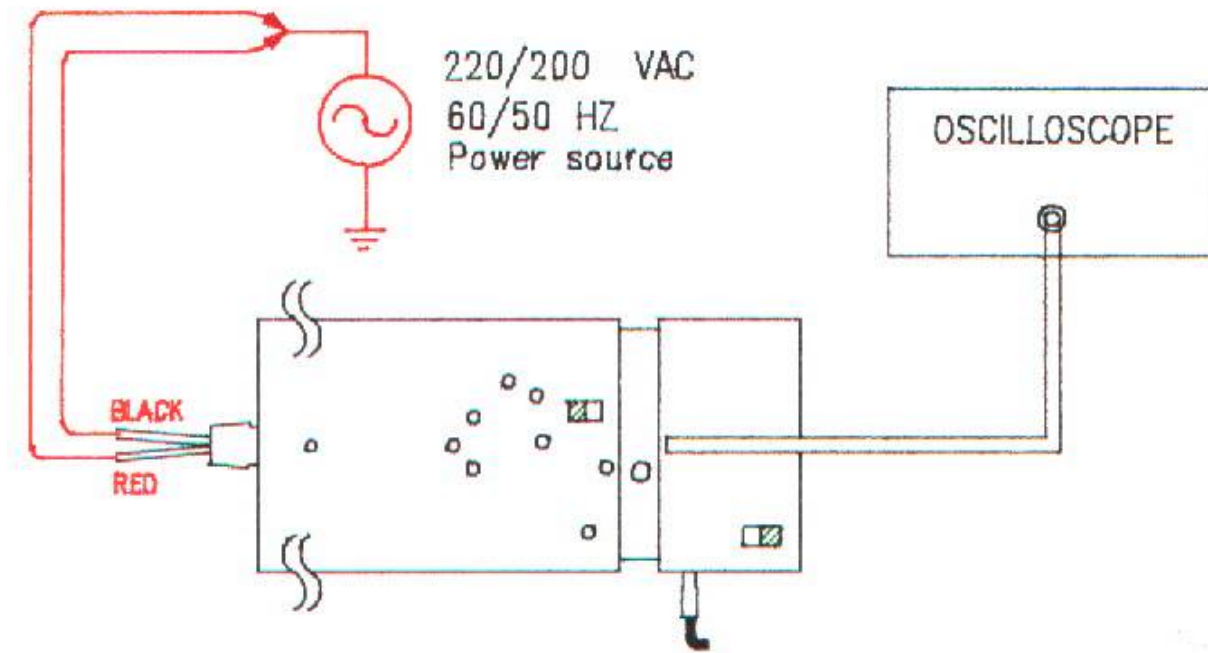 220/200 VAC
60/50 HZ
Power source
OSCILLOSCOPE
BLACK
RED